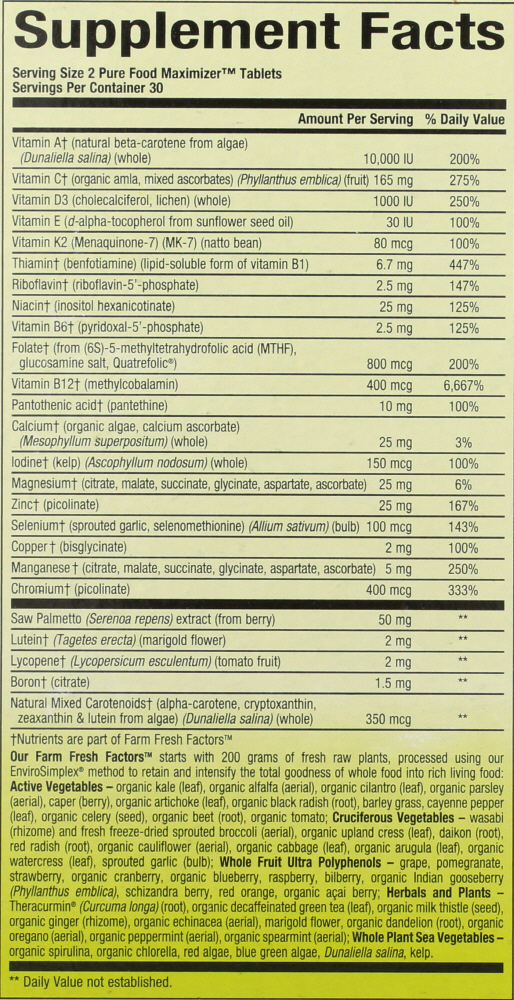 Supplement Facts
Serving Size 2 Pure Food Maximizer™ Tablets
Servings Per Container 30
Amount Per Serving % Daily Value
Vitamin A† (natural beta-carotene from algae)
(Dunaliella salina) (whole) 10,000 IU 200%
Vitamin C† (organic amla, mixed ascorbates) (Phyllanthus emblica) (fruit) 165 mg 275%
Vitamin D3 (cholecalciferol, lichen) (whole) 1000 IU 250%
Vitamin E (d-alpha-tocopherol from sunflower seed oil) 30 IU 100%
Vitamin K2 (Menaquinone-7) (MK-7) (natto bean) 80 mcg 100%
Thiamin† (benfotiamine) (lipid-soluble form of vitamin B1) 6.7 mg 447%
Riboflavin† (riboflavin-5'-phosphate) 2.5 mg 147%
Niacin† (inositol hexanicotinate) 25 mg 125%
Vitamin B6† (pyridoxal-5'-phosphate) 2.5 mg 125%
Folate† (from (6S)-5-methyltetrahydrofolic acid (MTHF),
glucosamine salt, Quatrefolic®) 800 mcg 200%
Vitamin B12† (methylcobalamin) 400 mcg 6,667%
Pantothenic acid† (pantethine) 10 mg 100%
Calcium† (organic algae, calcium ascorbate)
(Mesophyllum superpositum) (whole) 25 mg 3%
Iodine† (kelp) (Ascophyllum nodosum) (whole) 150 mcg 100%
Magnesium† (citrate, malate, succinate, glycinate, aspartate, ascorbate) 25 mg 6%
Zinc† (picolinate) 25 mg 167%
Selenium† (sprouted garlic, selenomethionine) (Allium sativum) (bulb) 100 mcg 143%
Copper † (bisglycinate) 2 mg 100%
Manganese † (citrate, malate, succinate, glycinate, aspartate, ascorbate) 5 mg 250%
Chromium† (picolinate) 400 mcg 333%
Saw Palmetto (Serenoa repens) extract (from berry) 50 mg **
Lutein† (Tagetes erecta) (marigold flower) 2 mg **
Lycopene† (Lycopersicum esculentum) (tomato fruit) 2 mg **
Boron† (citrate) 1.5 mg **
Natural Mixed Carotenoids† (alpha-carotene, cryptoxanthin,
zeaxanthin & lutein from algae) (Dunaliella salina) (whole) 350 mcg **
†Nutrients are part of Farm Fresh Factors™
Our Farm Fresh Factors™ starts with 200 grams of fresh raw plants, processed using our
EnviroSimplex® method to retain and intensify the total goodness of whole food into rich living food:
Active Vegetables – organic kale (leaf), organic alfalfa (aerial), organic cilantro (leaf), organic parsley
(aerial), caper (berry), organic artichoke (leaf), organic black radish (root), barley grass, cayenne pepper
(leaf), organic celery (seed), organic beet (root), organic tomato; Cruciferous Vegetables – wasabi
(rhizome) and fresh freeze-dried sprouted broccoli (aerial), organic upland cress (leaf), daikon (root),
red radish (root), organic cauliflower (aerial), organic cabbage (leaf), organic arugula (leaf), organic
watercress (leaf), sprouted garlic (bulb); Whole Fruit Ultra Polyphenols – grape, pomegranate,
strawberry, organic cranberry, organic blueberry, raspberry, bilberry, organic Indian gooseberry
(Phyllanthus emblica), schizandra berry, red orange, organic açai berry; Herbals and Plants –
Theracurmin® (Curcuma longa) (root), organic decaffeinated green tea (leaf), organic milk thistle (seed),
organic ginger (rhizome), organic echinacea (aerial), marigold flower, organic dandelion (root), organic
oregano (aerial), organic peppermint (aerial), organic spearmint (aerial); Whole Plant Sea Vegetables –
organic spirulina, organic chlorella, red algae, blue green algae, Dunaliella salina, kelp.
** Daily Value not established.